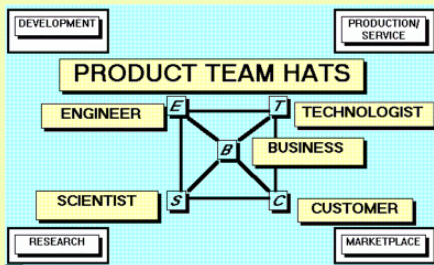 DEVELOPMENT
PRODUCTION/
SERVICE
PRODUCT TEAM HATS
E
T
ENGINEER
TECHNOLOGIST
B
BUSINESS
SCIENTIST
S
C
CUSTOMER
RESEARCH
MARKETPLACE